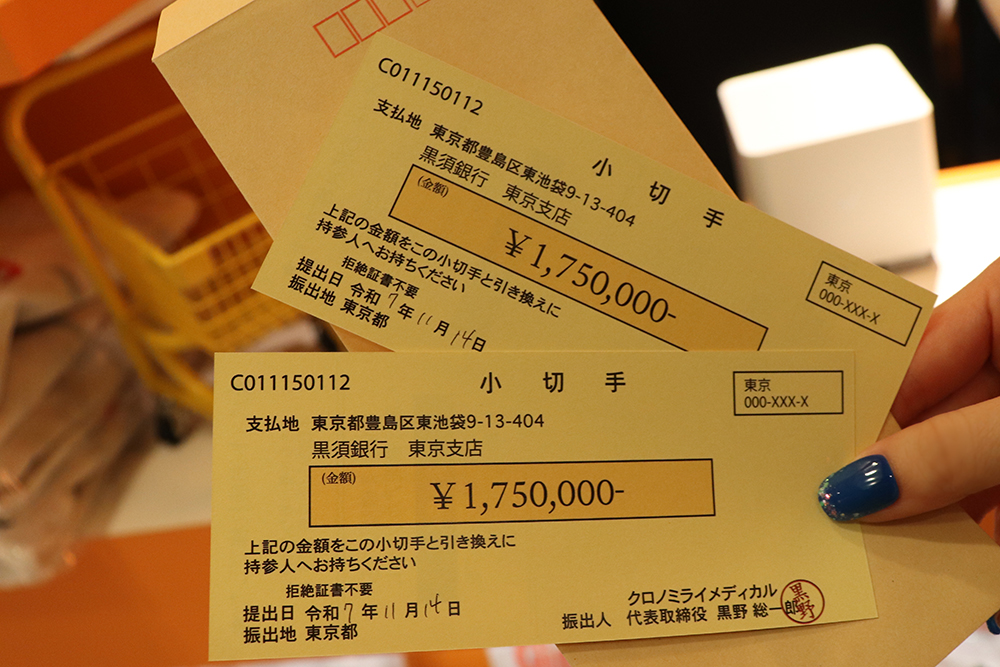 C011150112
小切手
支払地 東京都豊島区東池袋9-13-404
黒須銀行 東京支店
東京
000-XXX-X
(金額)
¥1,750,000-
上記の金額をこの小切手と引き換えに
持参人へお持ちください
拒絶証書不要
提出日 令和7年11月14日
振出地 東京都
C011150112
小切手
東京
000-XXX-X
支払地 東京都豊島区東池袋9-13-404
黒須銀行 東京支店
(金額)
¥1,750,000-
上記の金額をこの小切手と引き換えに
持参人へお持ちください
拒絶証書不要
提出日 令和7年11月14日
振出地 東京都
クロノミライメディカル
振出人 代表取締役 黒野 総一郎
黒野